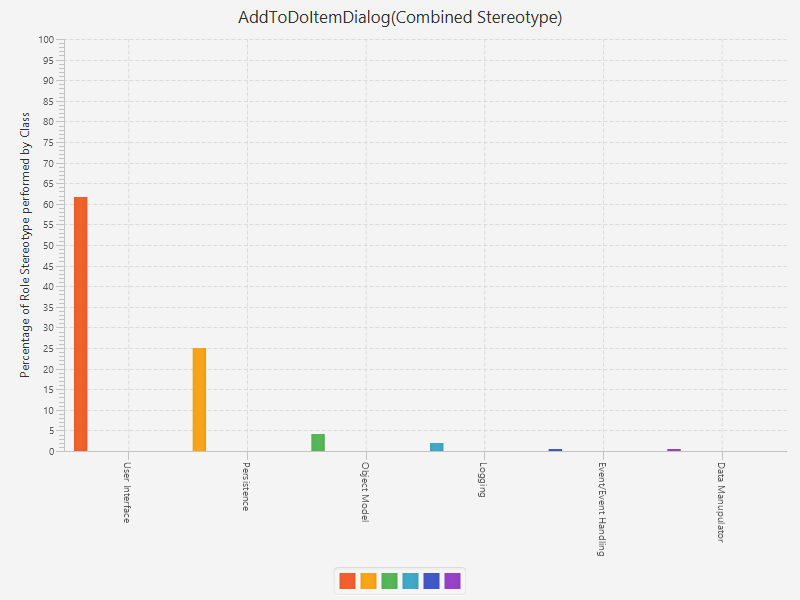 AddToDoItemDialog(Combined Stereotype)
Percentage of Role Stereotype performed by Class
100
95
90
85
80
75
70
65
60
55
50
45
40
35
30
25
20
15
10
5
0
User Interface
Persistence
Object Model
Logging
Event/Event Handling
Data Manupulator